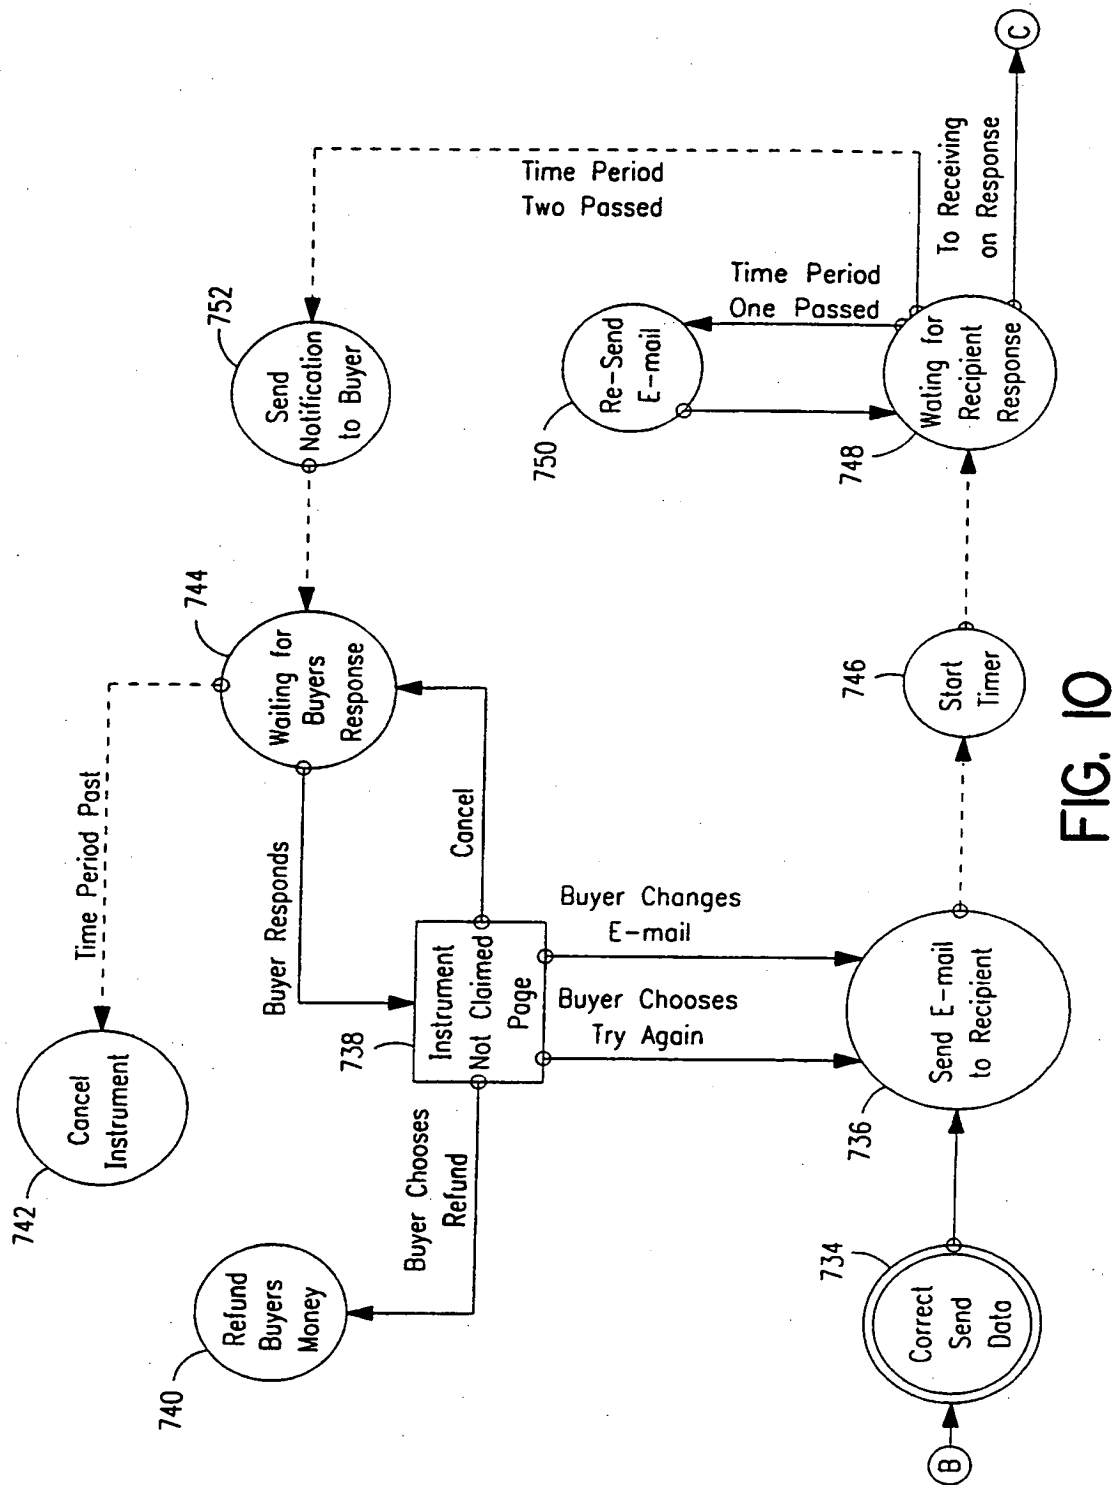 742
Cancel
Instrument
Time Period Past
744
Waiting for
Buyers
Response
752
Send
Notification
to Buyer
740
Refund
Buyers
Money
Buyer Chooses
Refund
738
Instrument
Not Claimed
Page
Buyer Responds
Cancel
Buyer Chooses
Try Again
Buyer Changes
E-mail
750
Re-Send
E-mail
Time Period
One Passed
Time Period
Two Passed
B
734
Correct
Send
Data
736
Send E-mail
to Recipient
746
Start
Timer
748
Wating for
Recipient
Response
To Receiving
on Response
C
FIG. 10